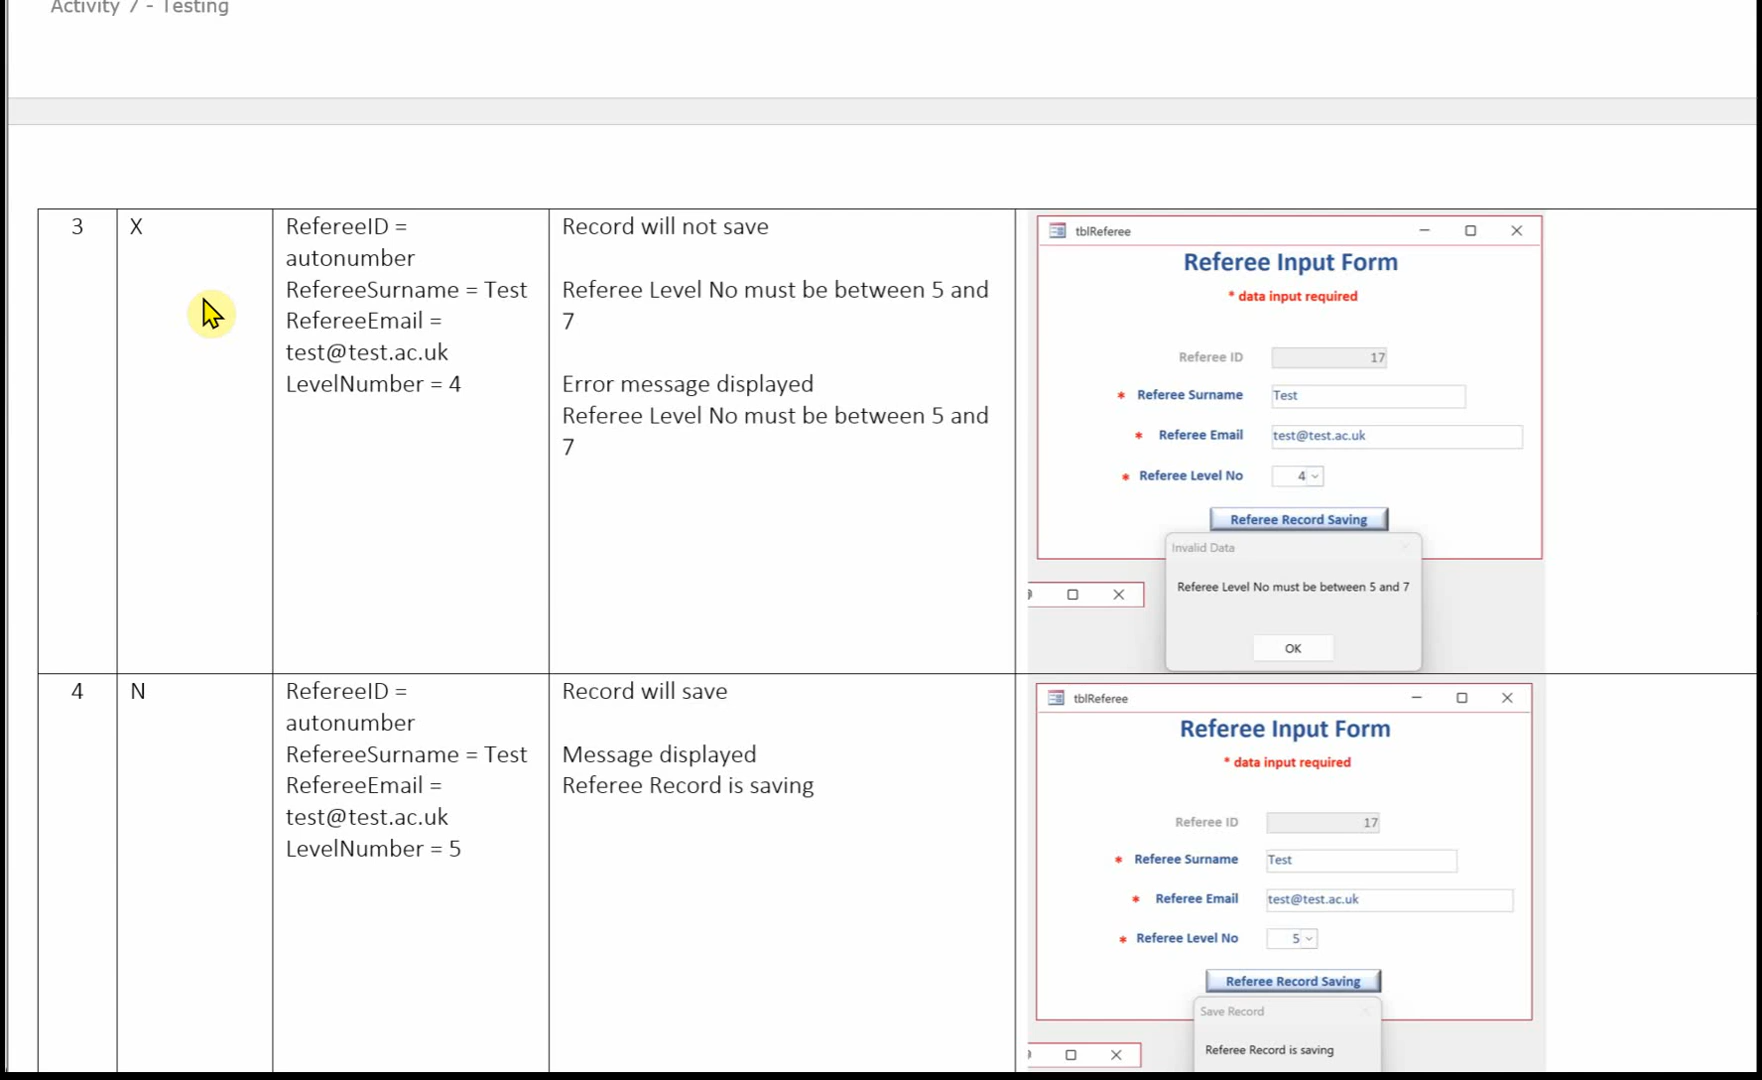 Activity 7 - Testing
3
X
RefereeID =
autonumber
RefereeSurname = Test
RefereeEmail =
test@test.ac.uk
LevelNumber = 4
Record will not save
Referee Level No must be between 5 and
7
Error message displayed
Referee Level No must be between 5 and
7
tblReferee
Referee Input Form
* data input required
Referee ID 17
* Referee Surname Test
* Referee Email test@test.ac.uk
* Referee Level No 4
Referee Record Saving
Invalid Data
Referee Level No must be between 5 and 7
OK
4
N
RefereeID =
autonumber
RefereeSurname = Test
RefereeEmail =
test@test.ac.uk
LevelNumber = 5
Record will save
Message displayed
Referee Record is saving
tblReferee
Referee Input Form
* data input required
Referee ID 17
* Referee Surname Test
* Referee Email test@test.ac.uk
* Referee Level No 5
Referee Record Saving
Save Record
Referee Record is saving